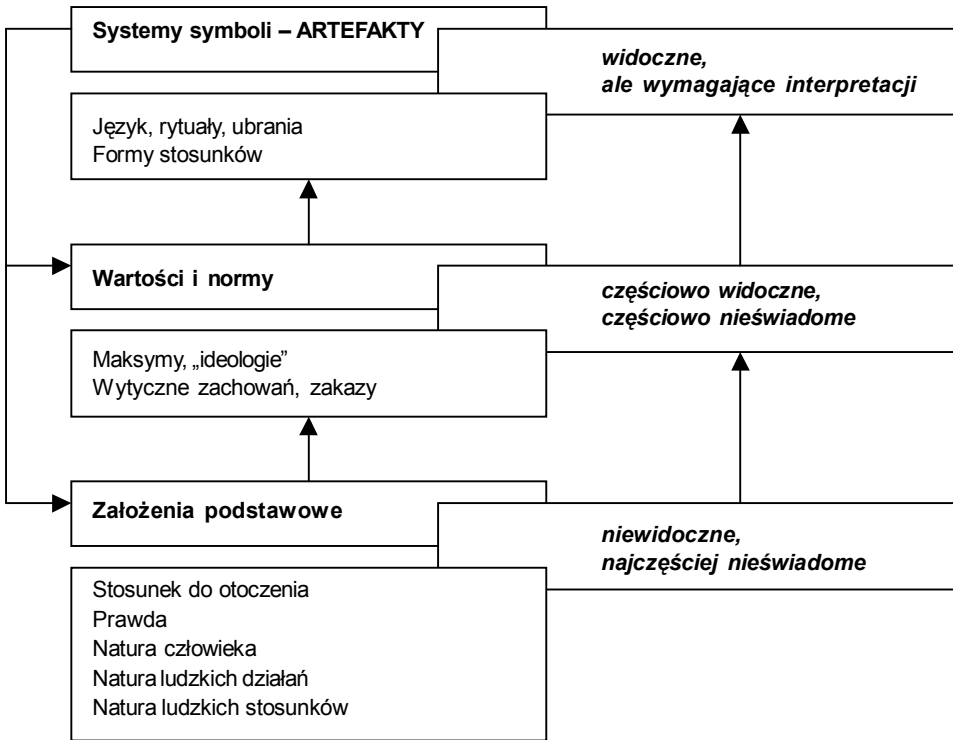 Systemy symboli – ARTEFAKTY
widoczne,
ale wymagające interpretacji
Język, rytuały, ubrania
Formy stosunków
Wartości i normy
częściowo widoczne,
częściowo nieświadome
Maksymy, „ideologie”
Wytyczne zachowań, zakazy
Założenia podstawowe
niewidoczne,
najczęściej nieświadome
Stosunek do otoczenia
Prawda
Natura człowieka
Natura ludzkich działań
Natura ludzkich stosunków